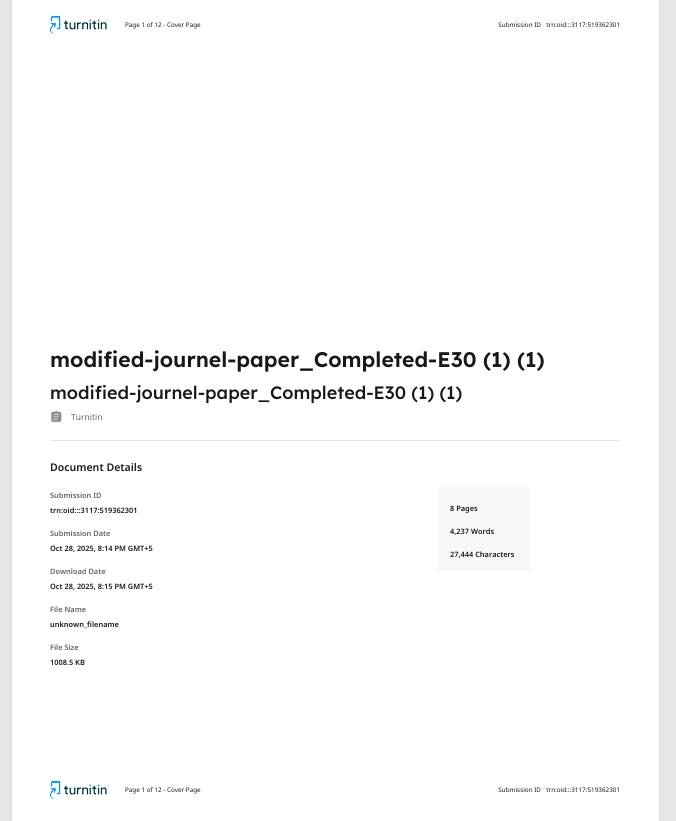 turnitin Page 1 of 12 - Cover Page Submission ID trn:oid:::3117:519362301
modified-journel-paper_Completed-E30 (1) (1)
modified-journel-paper_Completed-E30 (1) (1)
Turnitin
Document Details
Submission ID
trn:oid:::3117:519362301
Submission Date
Oct 28, 2025, 8:14 PM GMT+5
Download Date
Oct 28, 2025, 8:15 PM GMT+5
File Name
unknown_filename
File Size
1008.5 KB
8 Pages
4,237 Words
27,444 Characters
turnitin Page 1 of 12 - Cover Page Submission ID trn:oid:::3117:519362301